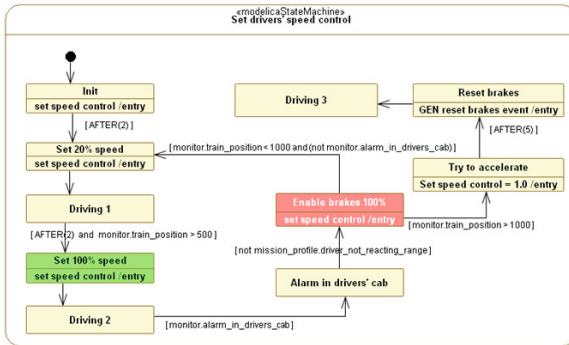 «modelicaStateMachine»
Set drivers' speed control
Init
set speed control /entry
[AFTER(2)]
Set 20% speed
set speed control /entry
Driving 1
[AFTER(2) and monitor.train_position > 500]
Set 100% speed
set speed control /entry
Driving 2
[monitor.alarm_in_drivers_cab]
Alarm in drivers' cab
[not mission_profile.driver_not_reacting_range]
Enable brakes 100%
set speed control /entry
[monitor.train_position < 1000 and(not monitor.alarm_in_drivers_cab)]
[monitor.train_position > 1000]
Try to accelerate
Set speed control = 1.0 /entry
[AFTER(5)]
Reset brakes
GEN reset brakes event /entry
Driving 3